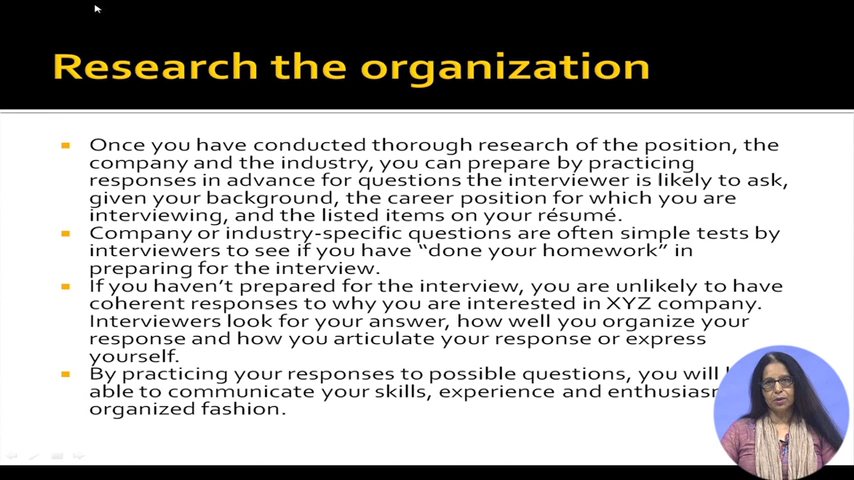 Research the organization
Once you have conducted thorough research of the position, the
company and the industry, you can prepare by practicing
responses in advance for questions the interviewer is likely to ask,
given your background, the career position for which you are
interviewing, and the listed items on your résumé.
Company or industry-specific questions are often simple tests by
interviewers to see if you have “done your homework” in
preparing for the interview.
If you haven’t prepared for the interview, you are unlikely to have
coherent responses to why you are interested in XYZ company.
Interviewers look for your answer, how well you organize your
response and how you articulate your response or express
yourself.
By practicing your responses to possible questions, you will
able to communicate your skills, experience and
organized fashion.